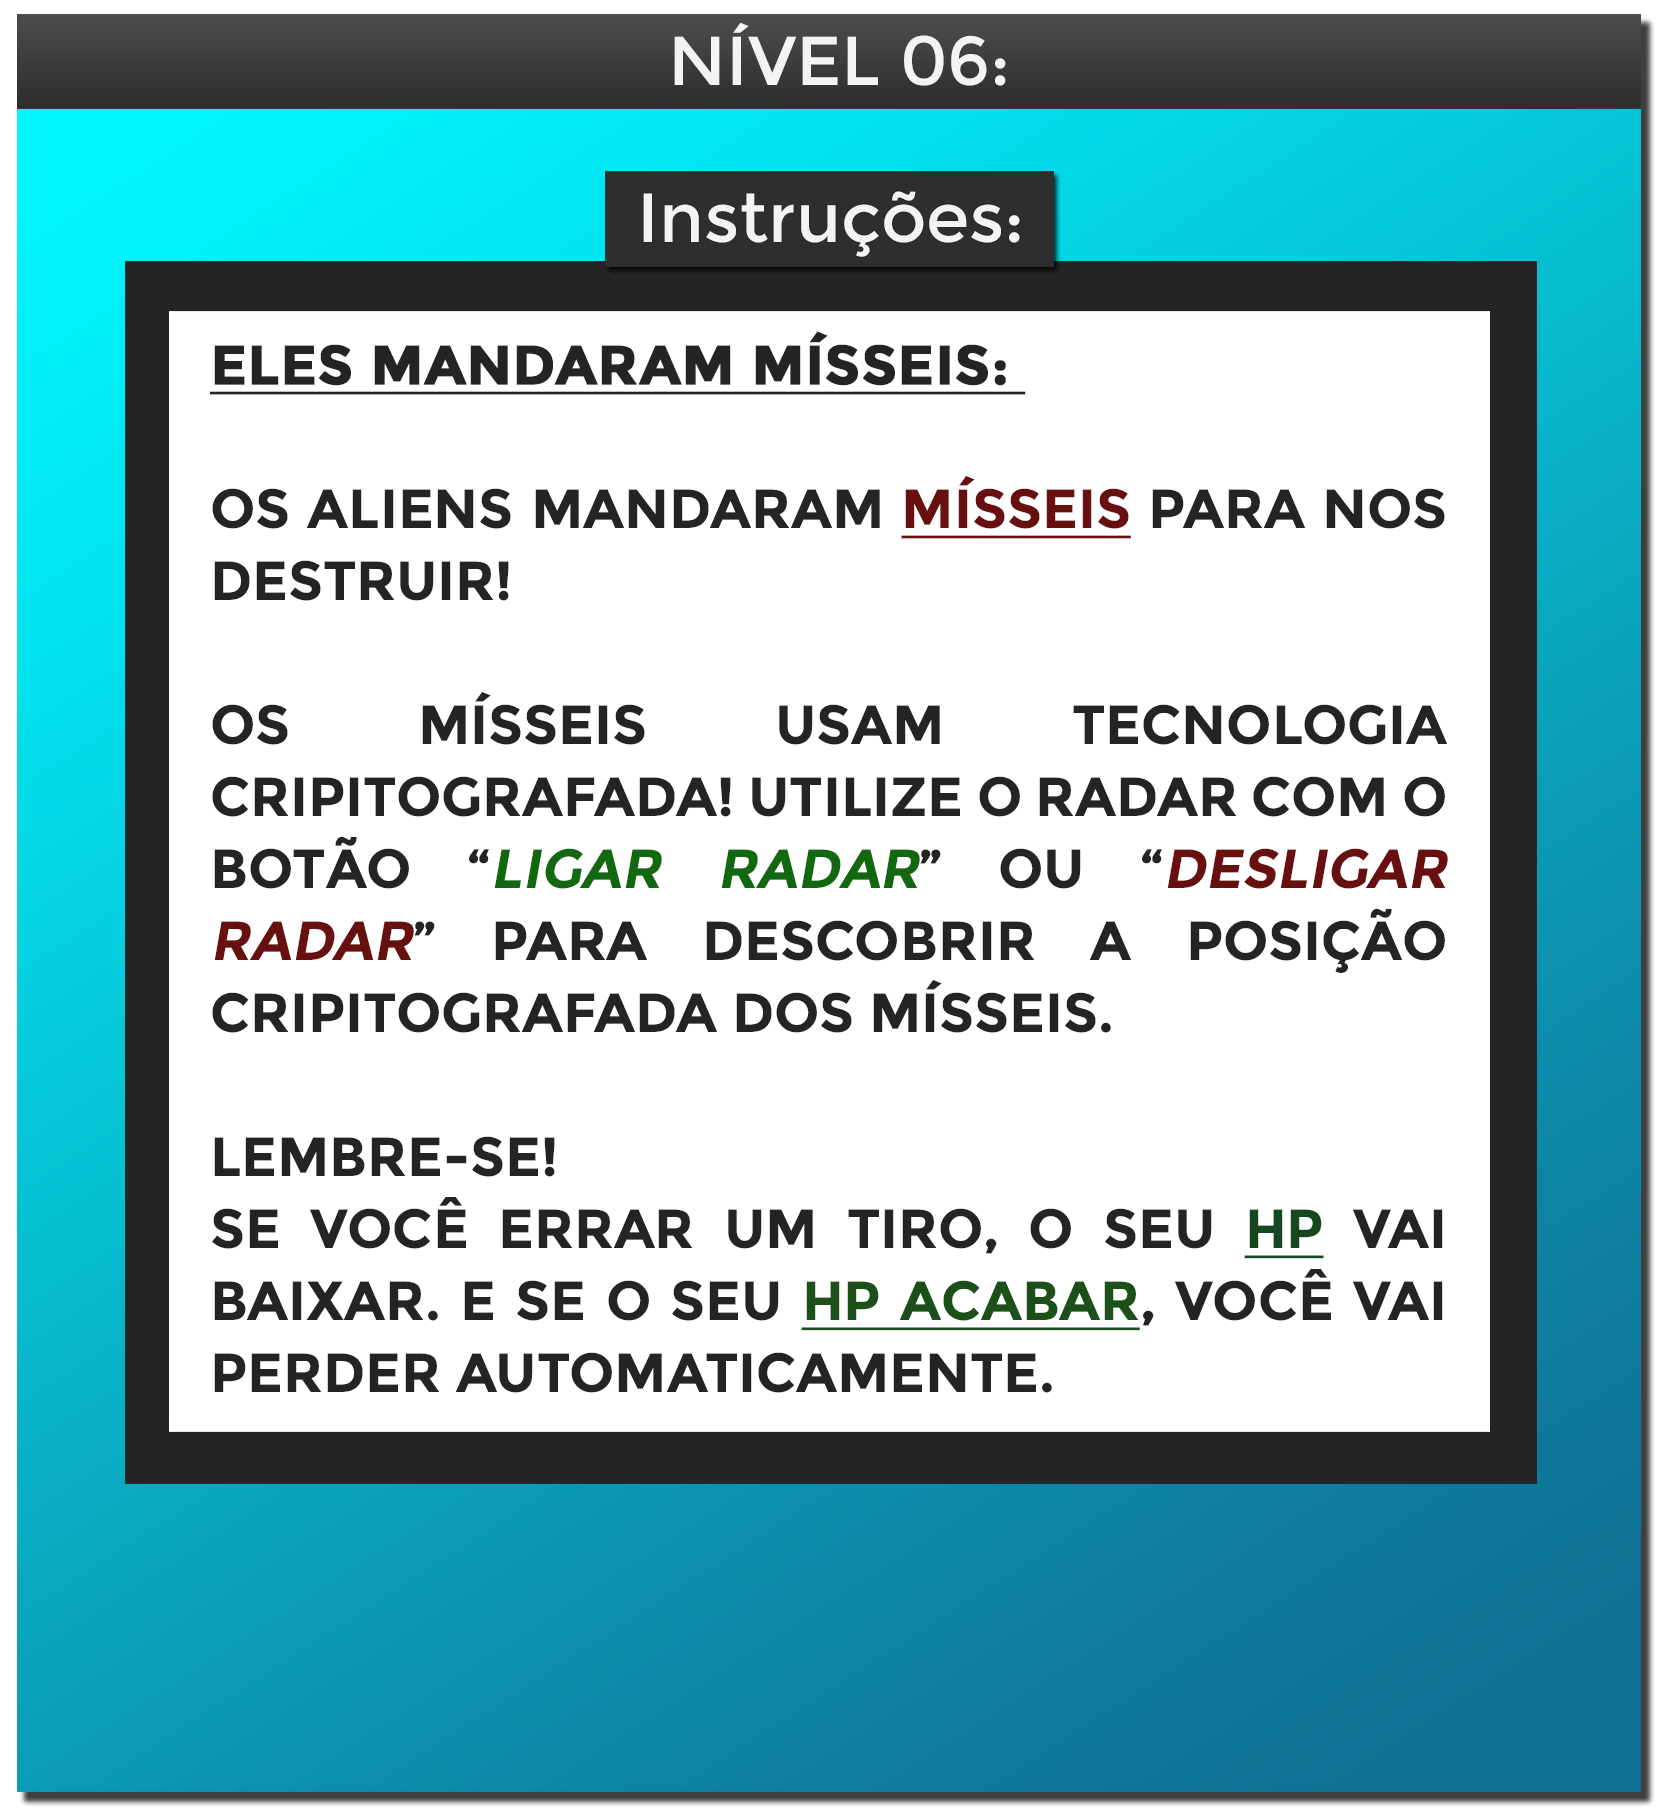 NÍVEL 06:
Instruções:
ELES MANDARAM MÍSSEIS:
OS ALIENS MANDARAM MÍSSEIS PARA NOS
DESTRUIR!
OS MÍSSEIS USAM TECNOLOGIA
CRIPITOGRAFADA! UTILIZE O RADAR COM O
BOTÃO “LIGAR RADAR” OU “DESLIGAR
RADAR” PARA DESCOBRIR A POSIÇÃO
CRIPITOGRAFADA DOS MÍSSEIS.
LEMBRE-SE!
SE VOCÊ ERRAR UM TIRO, O SEU HP VAI
BAIXAR. E SE O SEU HP ACABAR, VOCÊ VAI
PERDER AUTOMATICAMENTE.